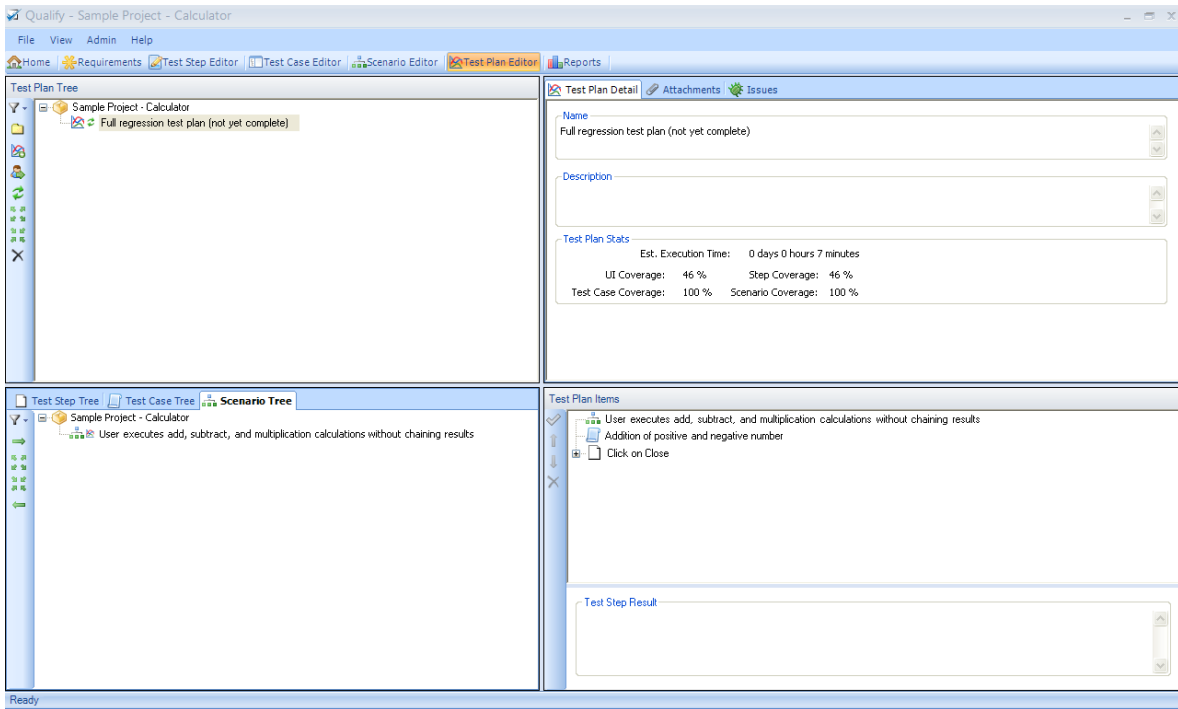 Qualify - Sample Project - Calculator
File View Admin Help
Home Requirements Test Step Editor Test Case Editor Scenario Editor Test Plan Editor Reports
Test Plan Tree
Sample Project - Calculator
Full regression test plan (not yet complete)
Test Plan Detail Attachments Issues
Name
Full regression test plan (not yet complete)
Description
Test Plan Stats
Est. Execution Time: 0 days 0 hours 7 minutes
UI Coverage: 46 % Step Coverage: 46 %
Test Case Coverage: 100 % Scenario Coverage: 100 %
Test Step Tree Test Case Tree Scenario Tree
Sample Project - Calculator
User executes add, subtract, and multiplication calculations without chaining results
Test Plan Items
User executes add, subtract, and multiplication calculations without chaining results
Addition of positive and negative number
Click on Close
Test Step Result
Ready